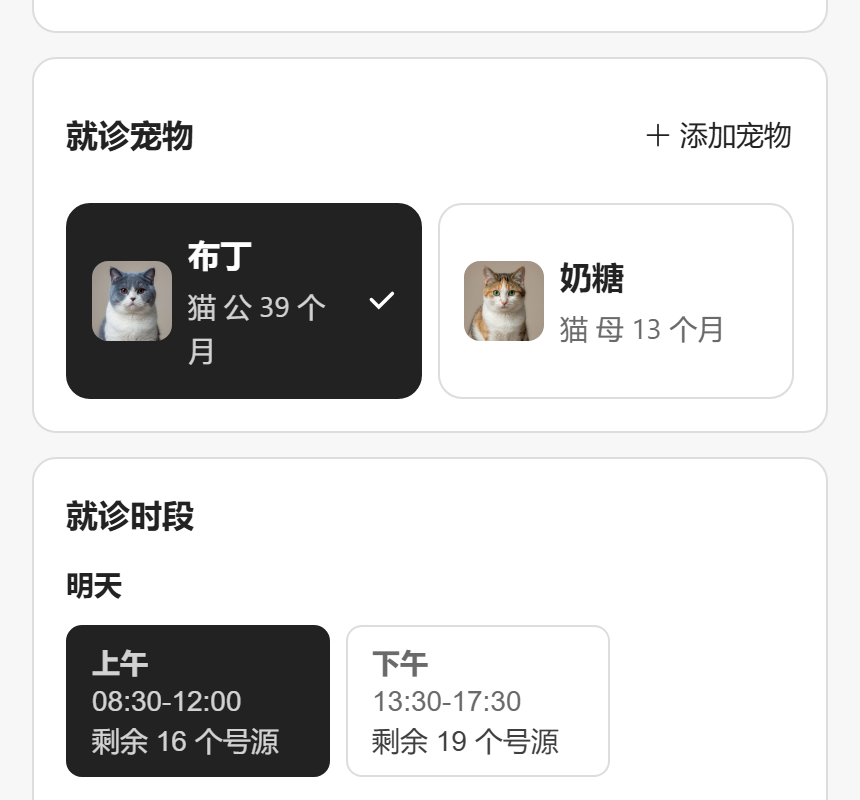 就诊宠物
添加宠物
布丁
猫 公 39 个
月
奶糖
猫 母 13 个月
就诊时段
明天
上午
08:30-12:00
剩余 16 个号源
下午
13:30-17:30
剩余 19 个号源